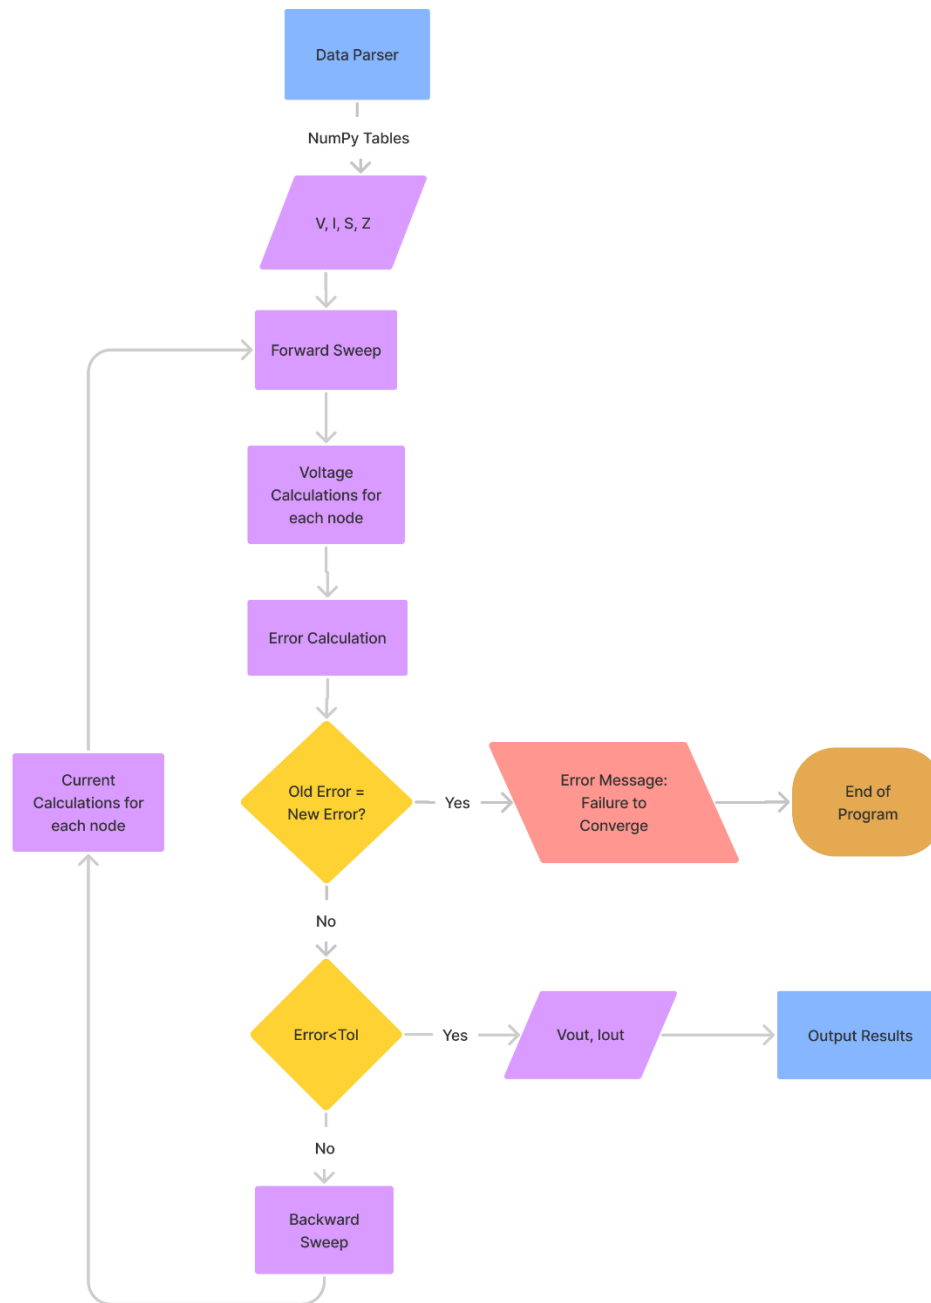 Data Parser
NumPy Tables
V, I, S, Z
Forward Sweep
Voltage
Calculations for
each node
Error Calculation
Old Error =
New Error?
Yes
Error Message:
Failure to
Converge
End of
Program
Current
Calculations for
each node
No
Error<Tol
Yes
Vout, Iout
Output Results
No
Backward
Sweep